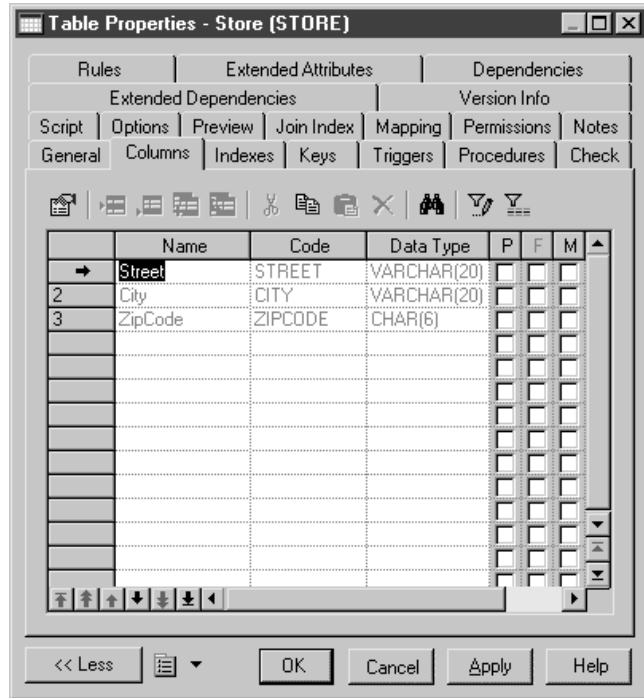 Table Properties - Store (STORE)
Rules Extended Attributes Dependencies
Extended Dependencies Version Info
Script Options Preview Join Index Mapping Permissions Notes
General Columns Indexes Keys Triggers Procedures Check
Name Code Data Type P F M
Street STREET VARCHAR(20)
2 City CITY VARCHAR(20)
3 ZipCode ZIPCODE CHAR(6)
<< Less OK Cancel Apply Help